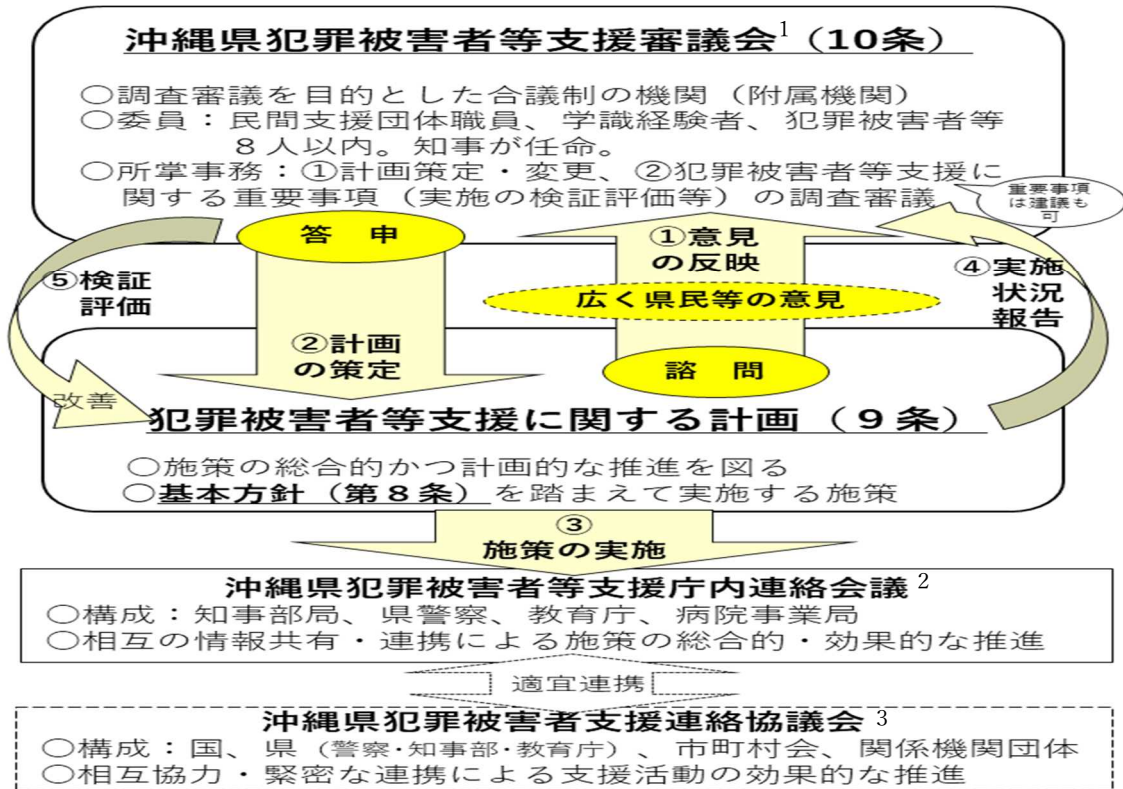 沖縄県犯罪被害者等支援審議会1（10条）
○調査審議を目的とした合議制の機関（附属機関）
○委員：民間支援団体職員、学識経験者、犯罪被害者等
８人以内。知事が任命。
○所掌事務：①計画策定・変更、②犯罪被害者等支援に
関する重要事項（実施の検証評価等）の調査審議
重要事項
は建議も
可
答　申
①意見
の反映
⑤検証
評価
④実施
状況
報告
広く県民等の意見
②計画
の策定
諮　問
改善
犯罪被害者等支援に関する計画（９条）
○施策の総合的かつ計画的な推進を図る
○基本方針（第８条）を踏まえて実施する施策
③
施策の実施
沖縄県犯罪被害者等支援庁内連絡会議2
○構成：知事部局、県警察、教育庁、病院事業局
○相互の情報共有・連携による施策の総合的・効果的な推進
適宜連携
沖縄県犯罪被害者支援連絡協議会3
○構成：国、県（警察・知事部・教育庁）、市町村会、関係機関団体
○相互協力・緊密な連携による支援活動の効果的な推進